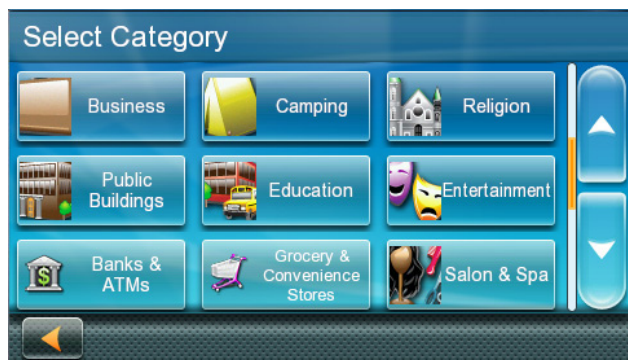 Select Category
Business
Camping
Religion
Public
Buildings
Education
Entertainment
Banks &
ATMs
Grocery &
Convenience
Stores
Salon & Spa